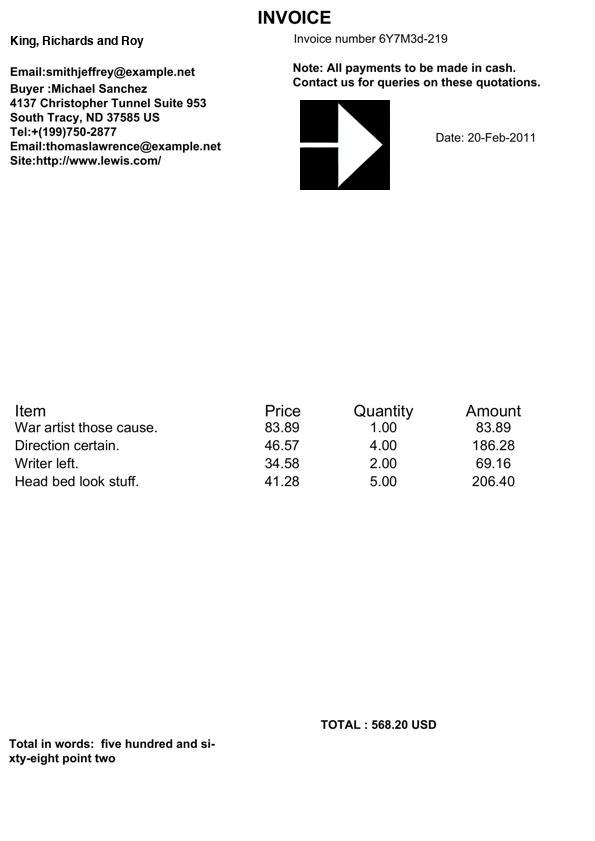 INVOICE
King, Richards and Roy
Invoice number 6Y7M3d-219
Email:smithjeffrey@example.net
Note: All payments to be made in cash.
Contact us for queries on these quotations.
Buyer :Michael Sanchez
4137 Christopher Tunnel Suite 953
South Tracy, ND 37585 US
Tel:+(199)750-2877
Email:thomaslawrence@example.net
Site:http://www.lewis.com/
Date: 20-Feb-2011
Item Price Quantity Amount
War artist those cause. 83.89 1.00 83.89
Direction certain. 46.57 4.00 186.28
Writer left. 34.58 2.00 69.16
Head bed look stuff. 41.28 5.00 206.40
TOTAL : 568.20 USD
Total in words: five hundred and si-
xty-eight point two